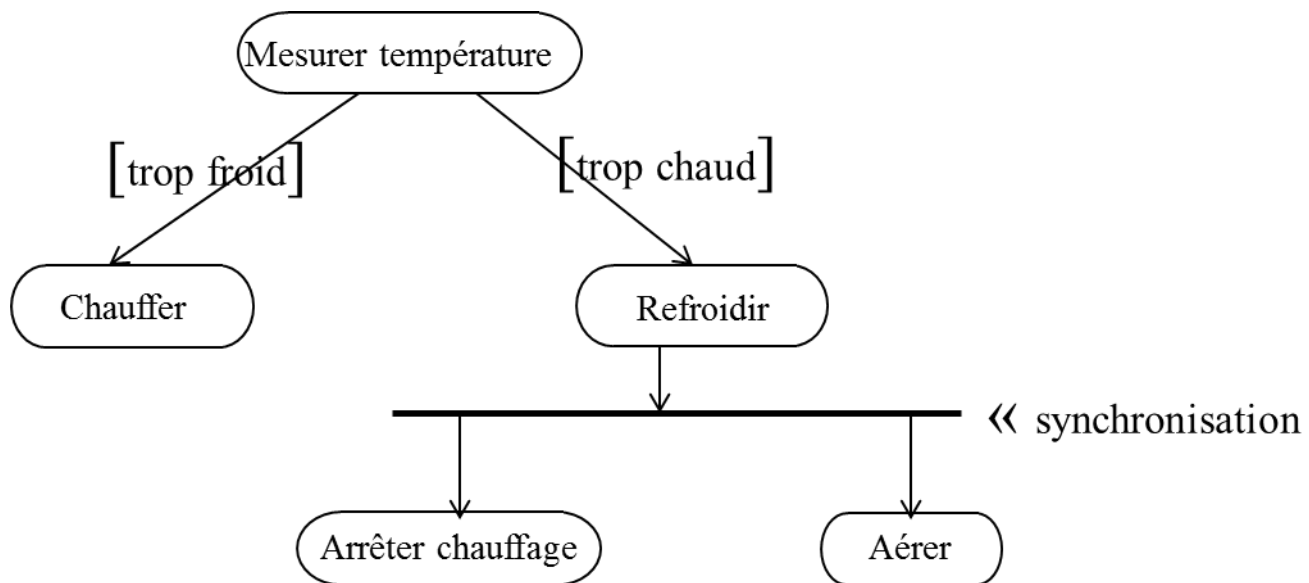 Mesurer température
[trop froid]
[trop chaud]
Chauffer
Refroidir
« synchronisation
Arrêter chauffage
Aérer